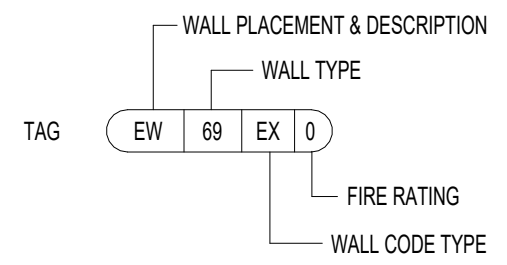 WALL PLACEMENT & DESCRIPTION
WALL TYPE
TAG EW 69 EX 0
FIRE RATING
WALL CODE TYPE